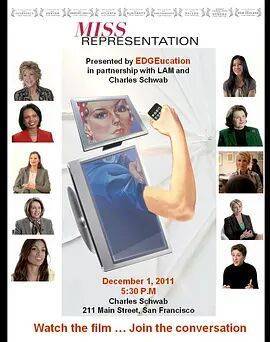 MISS
REPRESENTATION
Presented by EDGEucation
in partnership with LAM and
Charles Schwab
December 1, 2011
5:30 P.M
Charles Schwab
211 Main Street, San Francisco
Watch the film ... Join the conversation